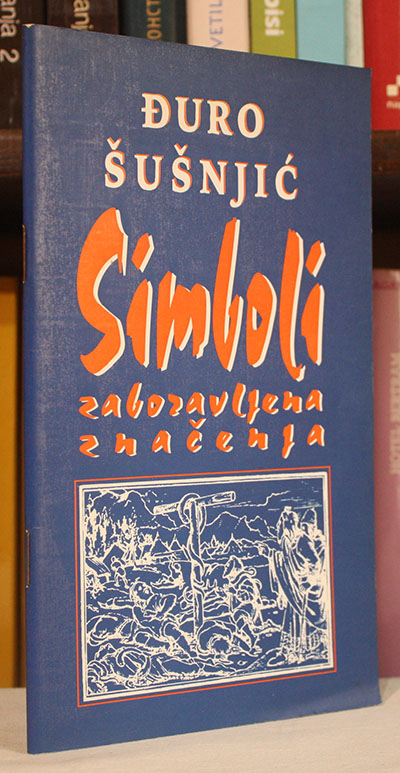 ĐURO
ŠUŠNJIĆ
Simboli
zaboravljena
značenja